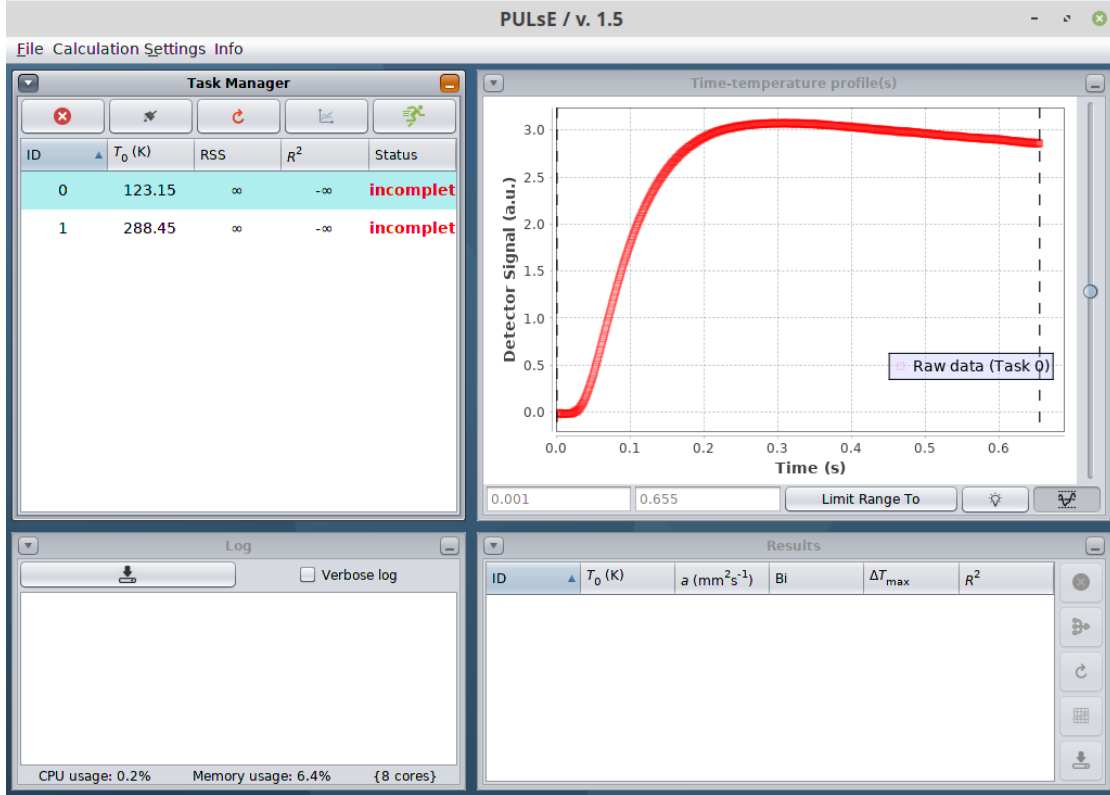 PULsE / v. 1.5
File Calculation Settings Info
Task Manager
ID T0 (K) RSS R2 Status
0 123.15 ∞ -∞ incomplet
1 288.45 ∞ -∞ incomplet
Time-temperature profile(s)
Detector Signal (a.u.)
3.0
2.5
2.0
1.5
1.0
0.5
0.0
Raw data (Task 0)
0.0 0.1 0.2 0.3 0.4 0.5 0.6
Time (s)
0.001 0.655 Limit Range To
Log
Verbose log
CPU usage: 0.2% Memory usage: 6.4% {8 cores}
Results
ID T0 (K) a (mm2s-1) Bi ΔTmax R2